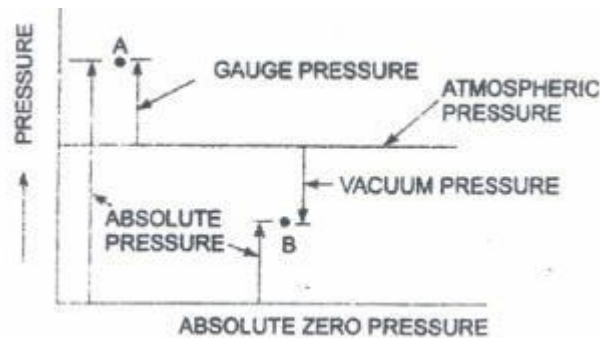 PRESSURE
A
GAUGE PRESSURE
ATMOSPHERIC
PRESSURE
VACUUM PRESSURE
ABSOLUTE
PRESSURE
B
ABSOLUTE ZERO PRESSURE